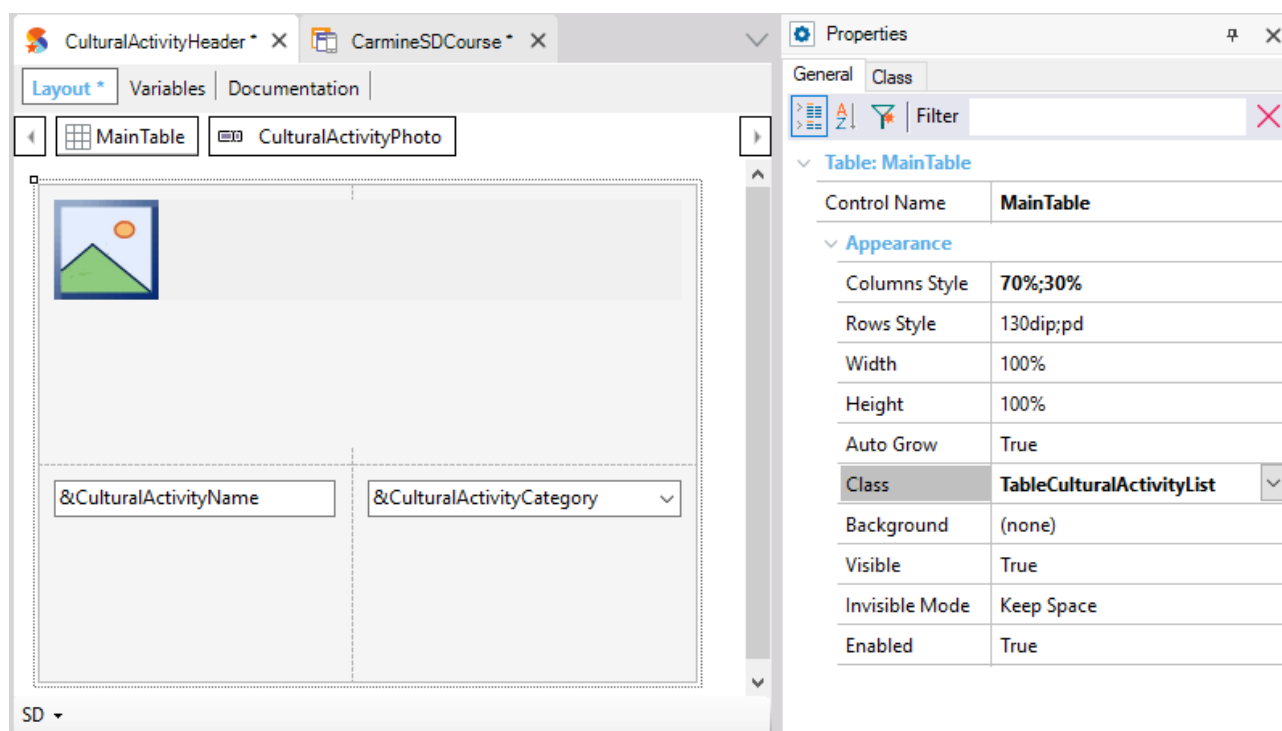 CulturalActivityHeader *
CarmineSDCourse *
Layout *
Variables
Documentation
MainTable
CulturalActivityPhoto
&CulturalActivityName
&CulturalActivityCategory
SD
Properties
General
Class
A
Z
Filter
Table: MainTable
Control Name MainTable
Appearance
Columns Style 70%;30%
Rows Style 130dip;pd
Width 100%
Height 100%
Auto Grow True
Class TableCulturalActivityList
Background (none)
Visible True
Invisible Mode Keep Space
Enabled True